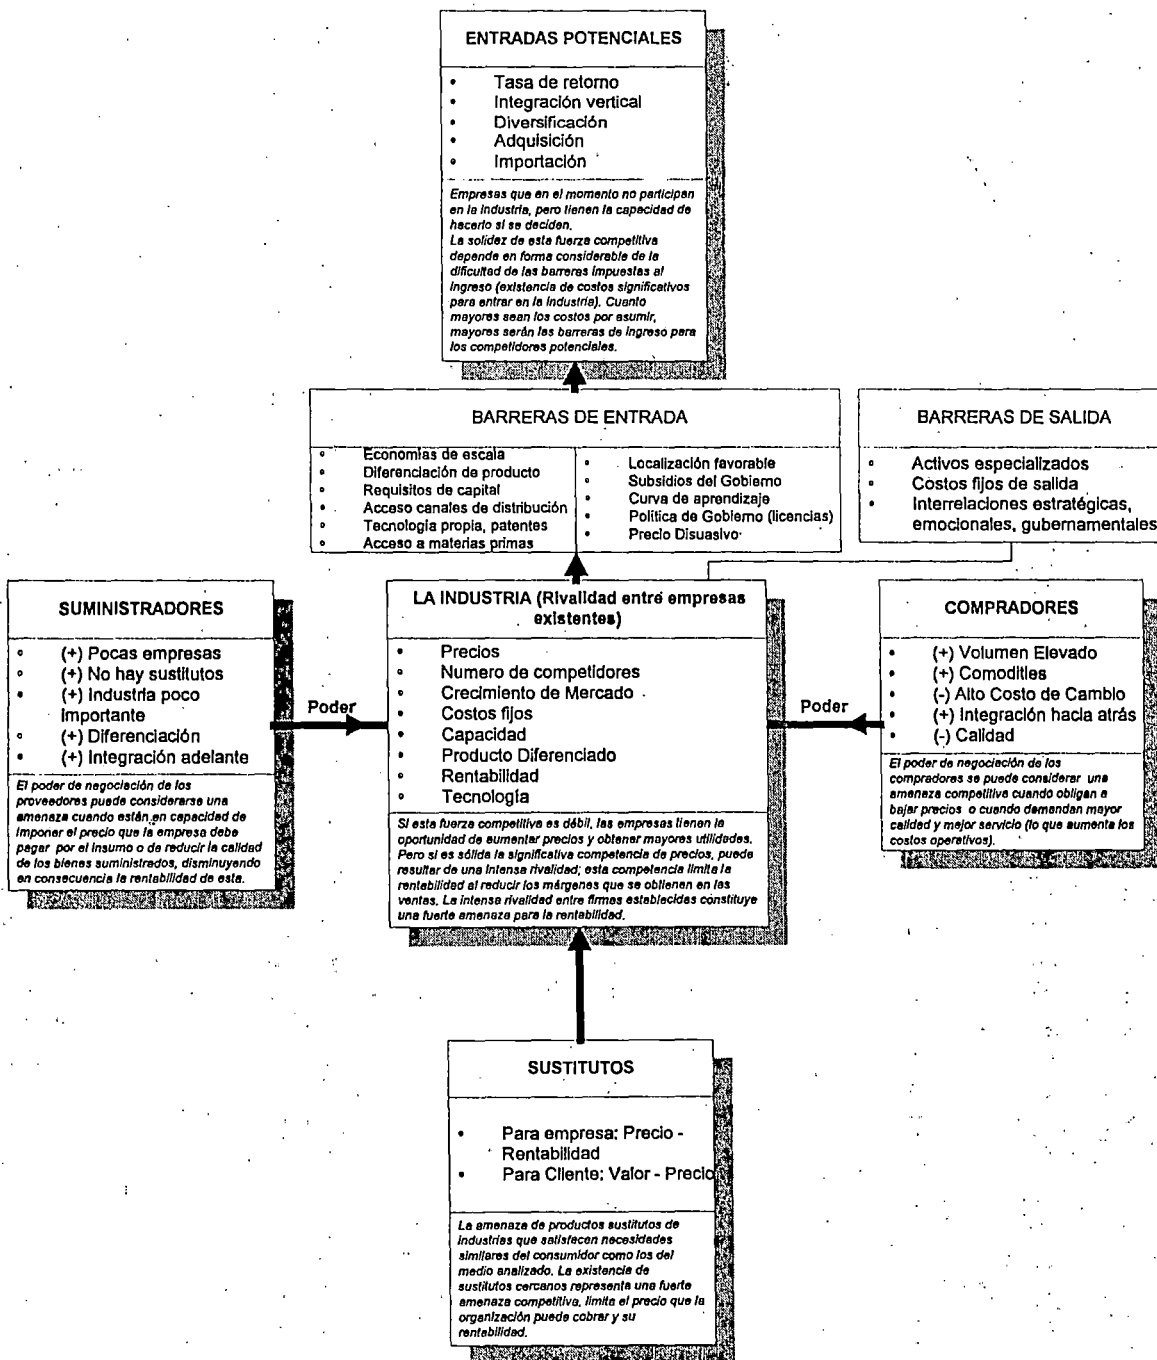 ENTRADAS POTENCIALES
• Tasa de retorno
• Integración vertical
• Diversificación
• Adquisición
• Importación
Empresas que en el momento no participan
en la industria, pero tienen la capacidad de
hacerlo si se deciden.
La solidez de esta fuerza competitiva
depende en forma considerable de la
dificultad de las barreras impuestas al
ingreso (existencia de costos significativos
para entrar en la industria). Cuanto
mayores sean los costos por asumir,
mayores serán las barreras de ingreso para
los competidores potenciales.
BARRERAS DE ENTRADA
• Economías de escala
• Diferenciación de producto
• Requisitos de capital
• Acceso canales de distribución
• Tecnología propia, patentes
• Acceso a materias primas
• Localización favorable
• Subsidios del Gobierno
• Curva de aprendizaje
• Política de Gobierno (licencias)
• Precio Disuasivo
BARRERAS DE SALIDA
• Activos especializados
• Costos fijos de salida
• Interrelaciones estratégicas,
emocionales, gubernamentales
SUMINISTRADORES
• (+) Pocas empresas
• (+) No hay sustitutos
• (+) Industria poco
Importante
• (+) Diferenciación
• (+) Integración adelante
El poder de negociación de los
proveedores puede considerarse una
amenaza cuando están en capacidad de
imponer el precio que la empresa debe
pagar por el insumo o de reducir la calidad
de los bienes suministrados, disminuyendo
en consecuencia la rentabilidad de esta.
Poder
LA INDUSTRIA (Rivalidad entre empresas
existentes)
• Precios
• Numero de competidores
• Crecimiento de Mercado
• Costos fijos
• Capacidad
• Producto Diferenciado
• Rentabilidad
• Tecnología
Si esta fuerza competitiva es débil, las empresas tienen la
oportunidad de aumentar precios y obtener mayores utilidades.
Pero si es sólida la significativa competencia de precios, puede
resultar de una intensa rivalidad; esta competencia limita la
rentabilidad al reducir los márgenes que se obtienen en las
ventas. La intensa rivalidad entre firmas establecidas constituye
una fuerte amenaza para la rentabilidad.
Poder
COMPRADORES
• (+) Volumen Elevado
• (+) Comodities
• (-) Alto Costo de Cambio
• (+) Integración hacia atrás
• (-) Calidad
El poder de negociación de los
compradores se puede considerar una
amenaza competitiva cuando obligan a
bajar precios o cuando demandan mayor
calidad y mejor servicio (lo que aumenta los
costos operativos).
SUSTITUTOS
• Para empresa: Precio -
Rentabilidad
• Para Cliente: Valor - Precio
La amenaza de productos sustitutos de
industrias que satisfacen necesidades
similares del consumidor como los del
medio analizado. La existencia de
sustitutos cercanos representa una fuerte
amenaza competitiva, limita el precio que la
organización puede cobrar y su
rentabilidad.